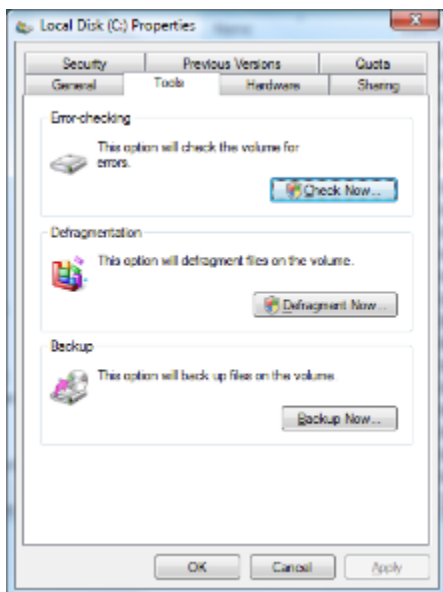 Local Disk (C:) Properties
Security Previous Versions Quota
General Tools Hardware Sharing
Error-checking
This option will check the volume for
errors.
Check Now...
Defragmentation
This option will defragment files on the volume.
Defragment Now...
Backup
This option will back up files on the volume.
Backup Now...
OK Cancel Apply